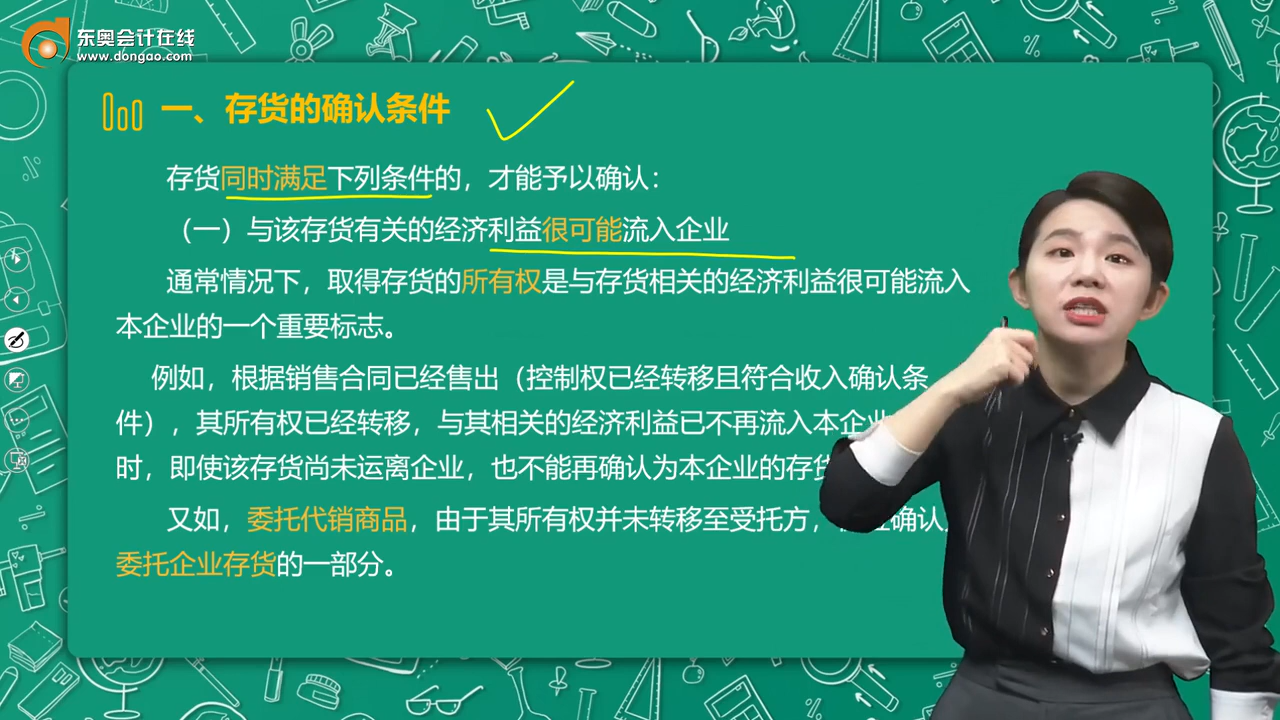 东奥会计在线
www.dongao.com
一、存货的确认条件
存货同时满足下列条件的，才能予以确认：
（一）与该存货有关的经济利益很可能流入企业
通常情况下，取得存货的所有权是与存货相关的经济利益很可能流入
本企业的一个重要标志。
例如，根据销售合同已经售出（控制权已经转移且符合收入确认条
件），其所有权已经转移，与其相关的经济利益已不再流入本企业
时，即使该存货尚未运离企业，也不能再确认为本企业的存货
又如，委托代销商品，由于其所有权并未转移至受托方，确认
委托企业存货的一部分。